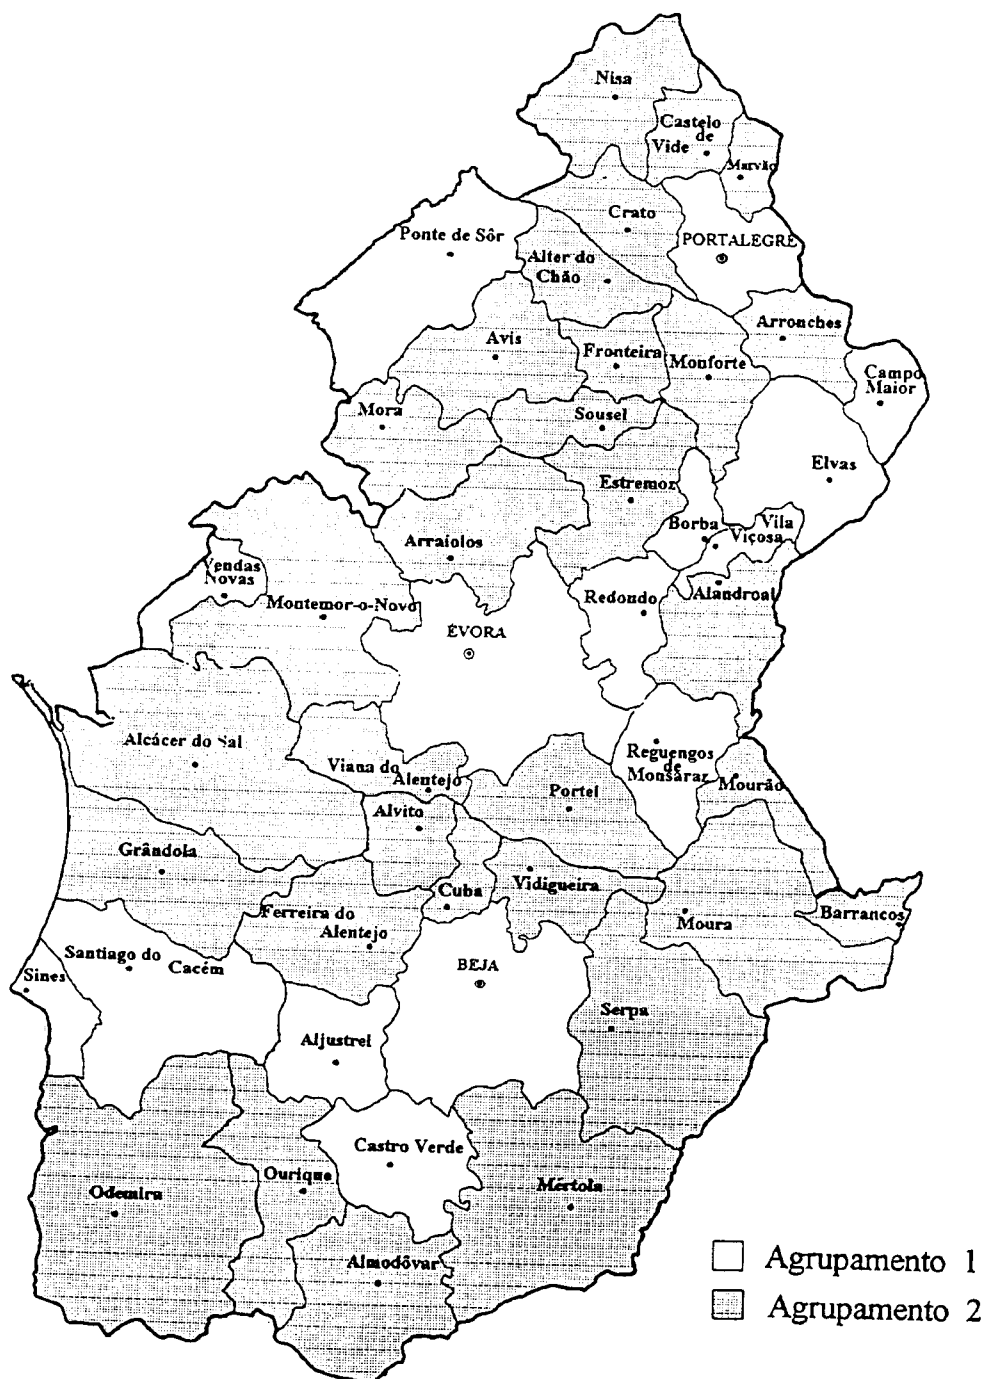 Nisa
Castelo
de
Vide
Marvão
Crato
Ponte de Sôr
PORTALEGRE
Alter do
Chão
Arronches
Avis
Fronteira
Monforte
Campo
Maior
Mora
Sousel
Elvas
Estremoz
Borba
Vila
Viçosa
Arraiolos
Vendas
Novas
Montemor-o-Novo
Redondo
Alandroal
ÉVORA
Alcácer do Sal
Reguengos
de
Monsaraz
Viana do
Alentejo
Mourão
Portel
Alvito
Grândola
Cuba
Vidigueira
Ferreira do
Alentejo
Moura
Barrancos
Santiago do
Cacém
Sines
BEJA
Serpa
Aljustrel
Castro Verde
Ourique
Odemira
Mértola
Almodôvar
Agrupamento 1
Agrupamento 2